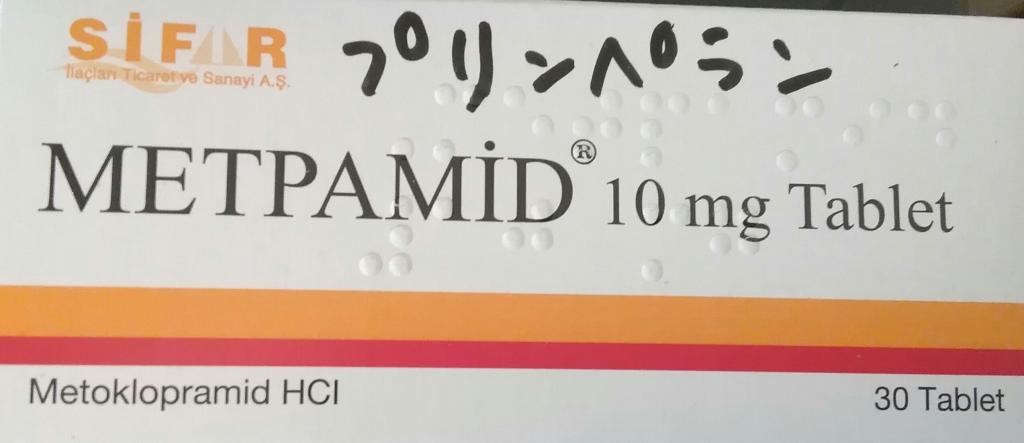 SİFAR
İlaçları Ticaret ve Sanayi A.Ş.
プリンペラン
METPAMİD® 10 mg Tablet
Metoklopramid HCl
30 Tablet